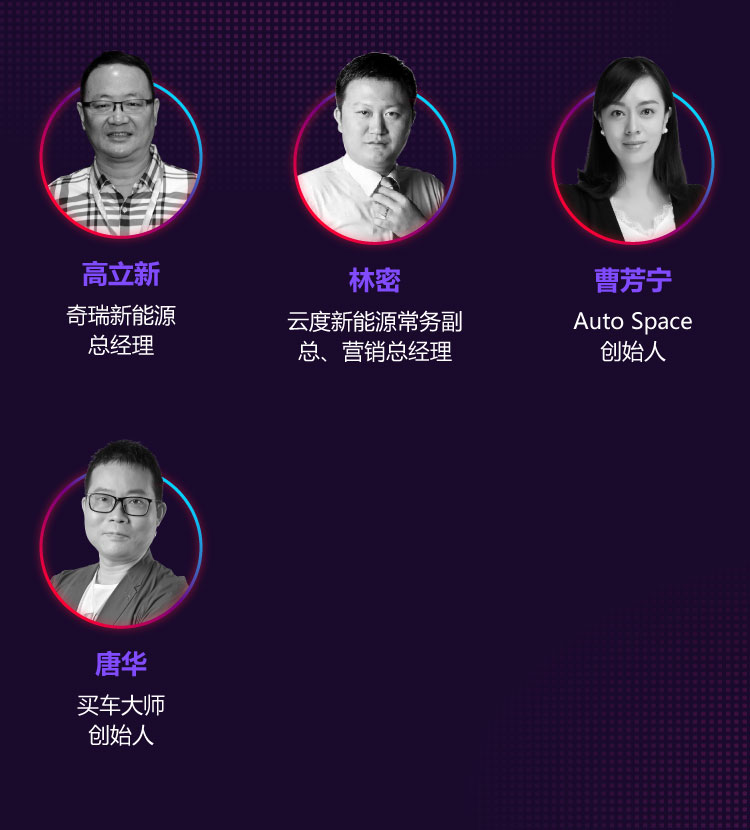 高立新
奇瑞新能源
总经理
林密
云度新能源常务副
总、营销总经理
曹芳宁
Auto Space
创始人
唐华
买车大师
创始人